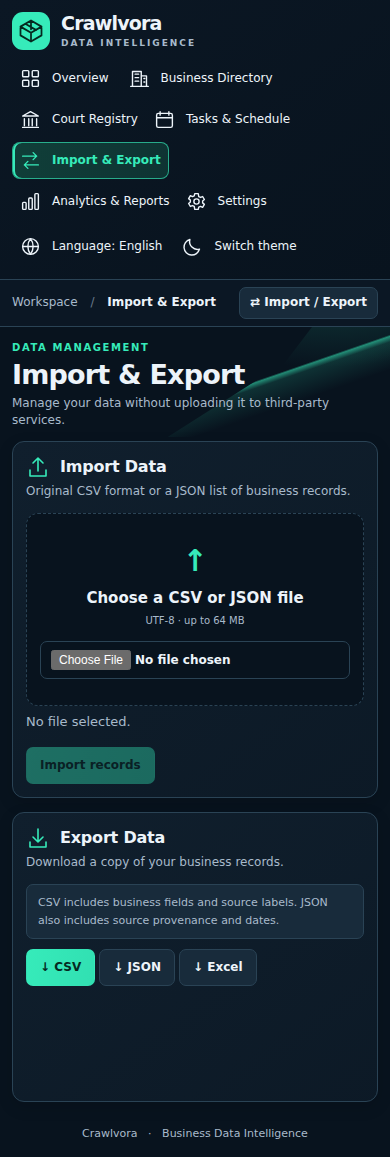 Crawlvora
DATA INTELLIGENCE
Overview
Business Directory
Court Registry
Tasks & Schedule
Import & Export
Analytics & Reports
Settings
Language: English
Switch theme
Workspace / Import & Export
⇄ Import / Export
DATA MANAGEMENT
Import & Export
Manage your data without uploading it to third-party
services.
Import Data
Original CSV format or a JSON list of business records.
↑
Choose a CSV or JSON file
UTF-8 · up to 64 MB
Choose File No file chosen
No file selected.
Import records
Export Data
Download a copy of your business records.
CSV includes business fields and source labels. JSON
also includes source provenance and dates.
↓ CSV
↓ JSON
↓ Excel
Crawlvora · Business Data Intelligence